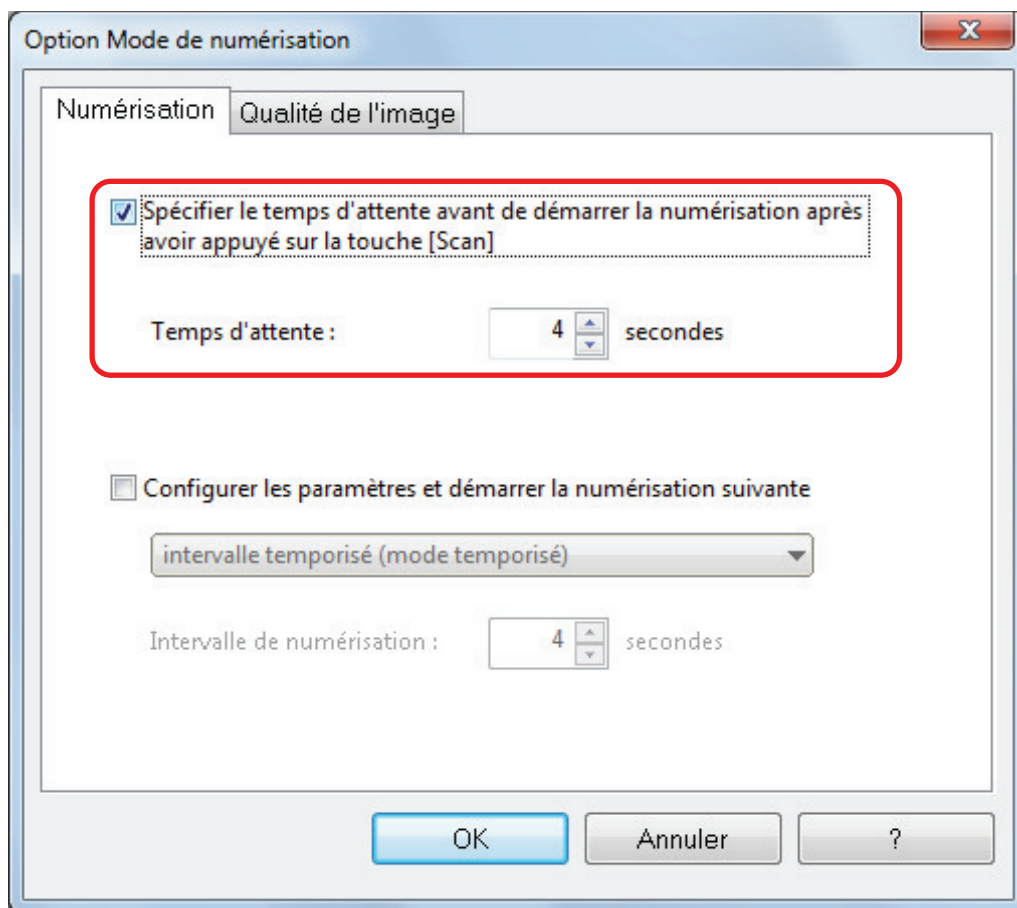 Option Mode de numérisation
Numérisation
Qualité de l'image
Spécifier le temps d'attente avant de démarrer la numérisation après
avoir appuyé sur la touche [Scan]
Temps d'attente :
4
secondes
Configurer les paramètres et démarrer la numérisation suivante
intervalle temporisé (mode temporisé)
Intervalle de numérisation :
4
secondes
OK
Annuler
?